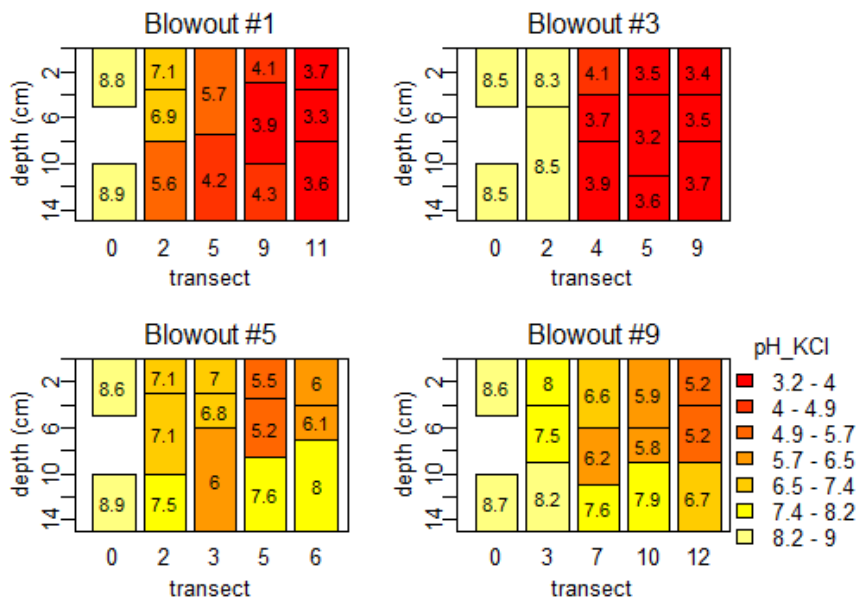 Blowout #1
depth (cm)
2
6
10
14
8.8
8.9
7.1
6.9
5.6
5.7
4.2
4.1
3.9
4.3
3.7
3.3
3.6
0 2 5 9 11
transect
Blowout #3
depth (cm)
2
6
10
14
8.5
8.5
8.3
8.5
4.1
3.7
3.9
3.5
3.2
3.6
3.4
3.5
3.7
0 2 4 5 9
transect
Blowout #5
depth (cm)
2
6
10
14
8.6
8.9
7.1
7.1
7.5
7
6.8
6
5.5
5.2
7.6
6
6.1
8
0 2 3 5 6
transect
Blowout #9
depth (cm)
2
6
10
14
8.6
8.7
8
7.5
8.2
6.6
6.2
7.6
5.9
5.8
7.9
5.2
5.2
6.7
0 3 7 10 12
transect
pH_KCl
3.2 - 4
4 - 4.9
4.9 - 5.7
5.7 - 6.5
6.5 - 7.4
7.4 - 8.2
8.2 - 9